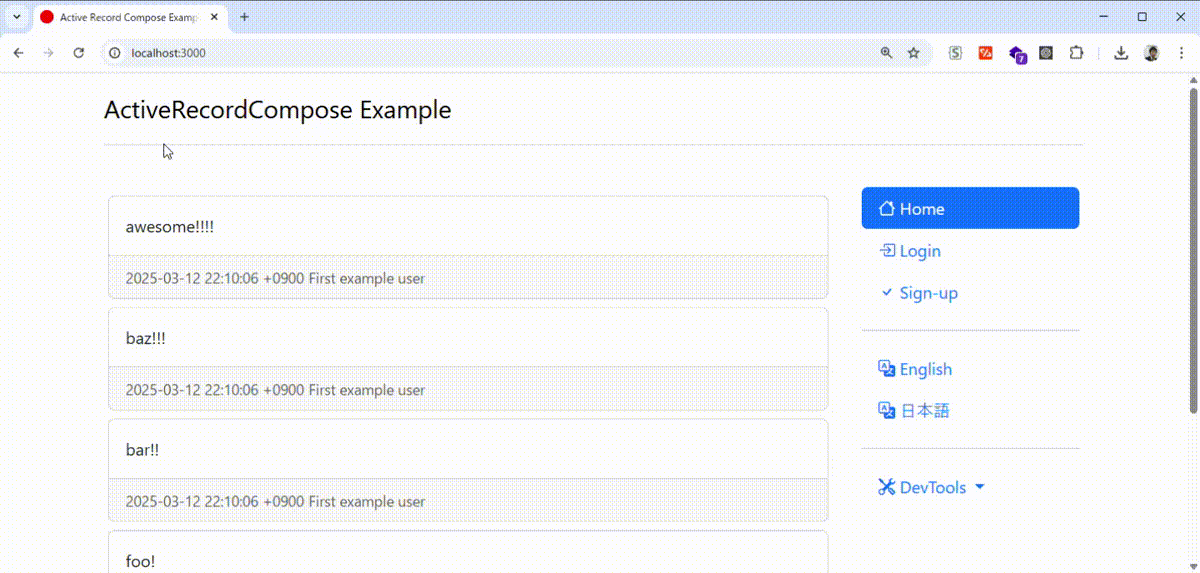 Active Record Compose Examp
localhost:3000
7
ActiveRecordCompose Example
awesome!!!!
2025-03-12 22:10:06 +0900 First example user
baz!!!
2025-03-12 22:10:06 +0900 First example user
bar!!
2025-03-12 22:10:06 +0900 First example user
foo!
Home
Login
Sign-up
English
日本語
DevTools